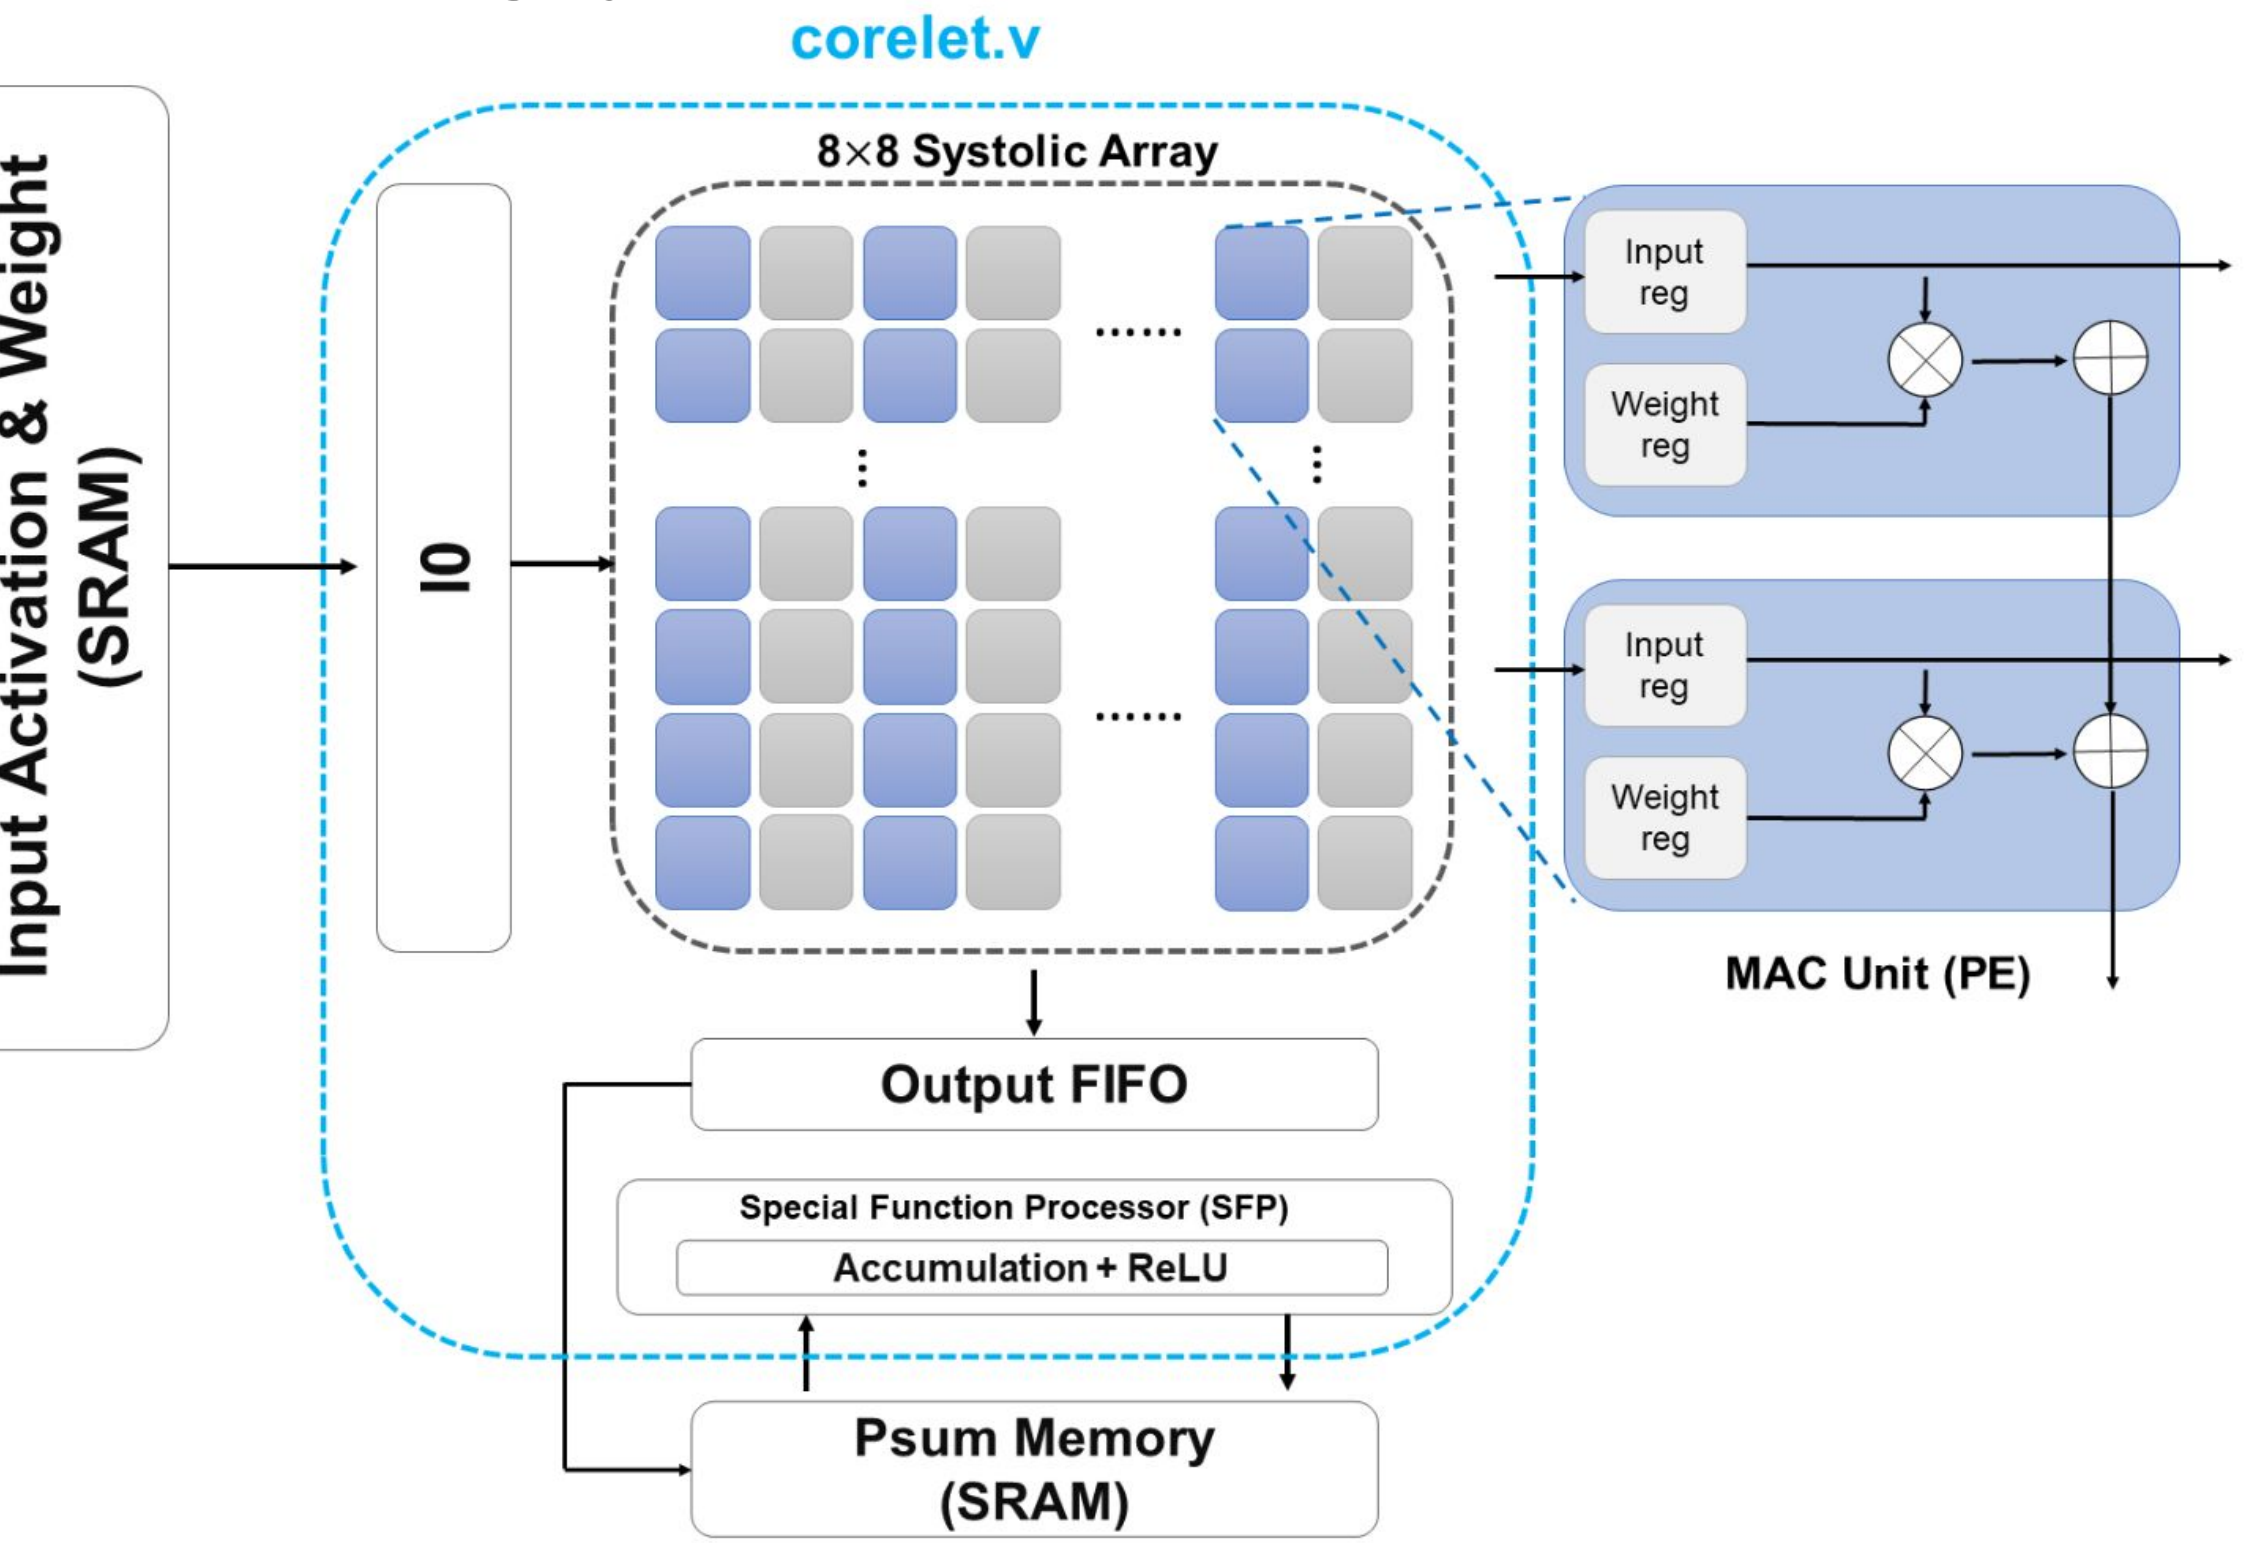 corelet.v
8×8 Systolic Array
Input Activation & Weight
(SRAM)
l0
Input
reg
Weight
reg
Input
reg
Weight
reg
MAC Unit (PE)
Output FIFO
Special Function Processor (SFP)
Accumulation + ReLU
Psum Memory
(SRAM)